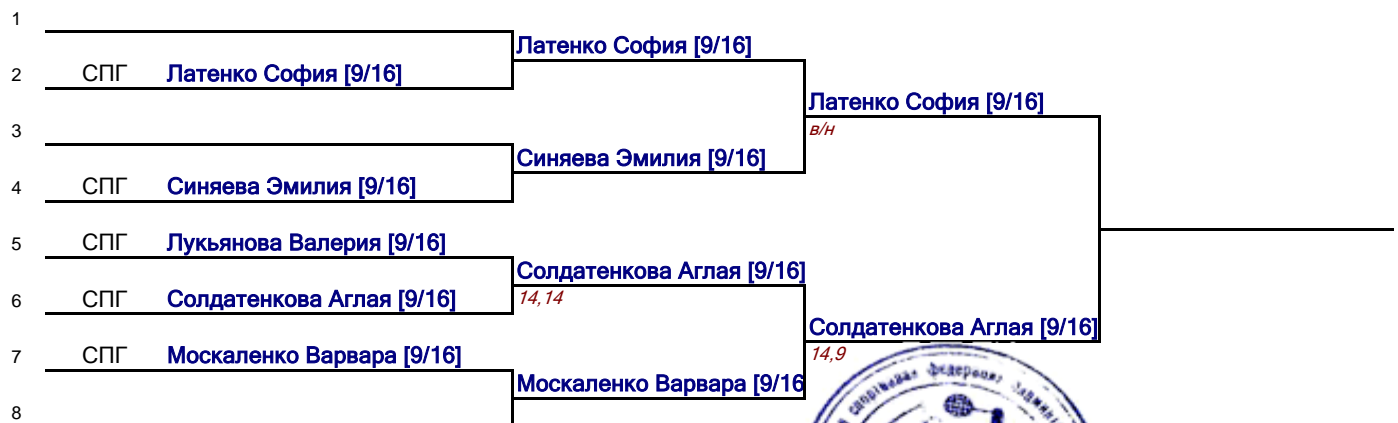 1
Латенко София [9/16]
2 СПГ Латенко София [9/16]
Латенко София [9/16]
3
в/н
Синяева Эмилия [9/16]
4 СПГ Синяева Эмилия [9/16]
5 СПГ Лукьянова Валерия [9/16]
Солдатенкова Аглая [9/16]
6 СПГ Солдатенкова Аглая [9/16]
14,14
Солдатенкова Аглая [9/16]
7 СПГ Москаленко Варвара [9/16]
14,9
Москаленко Варвара [9/16
8
спортивная федерация